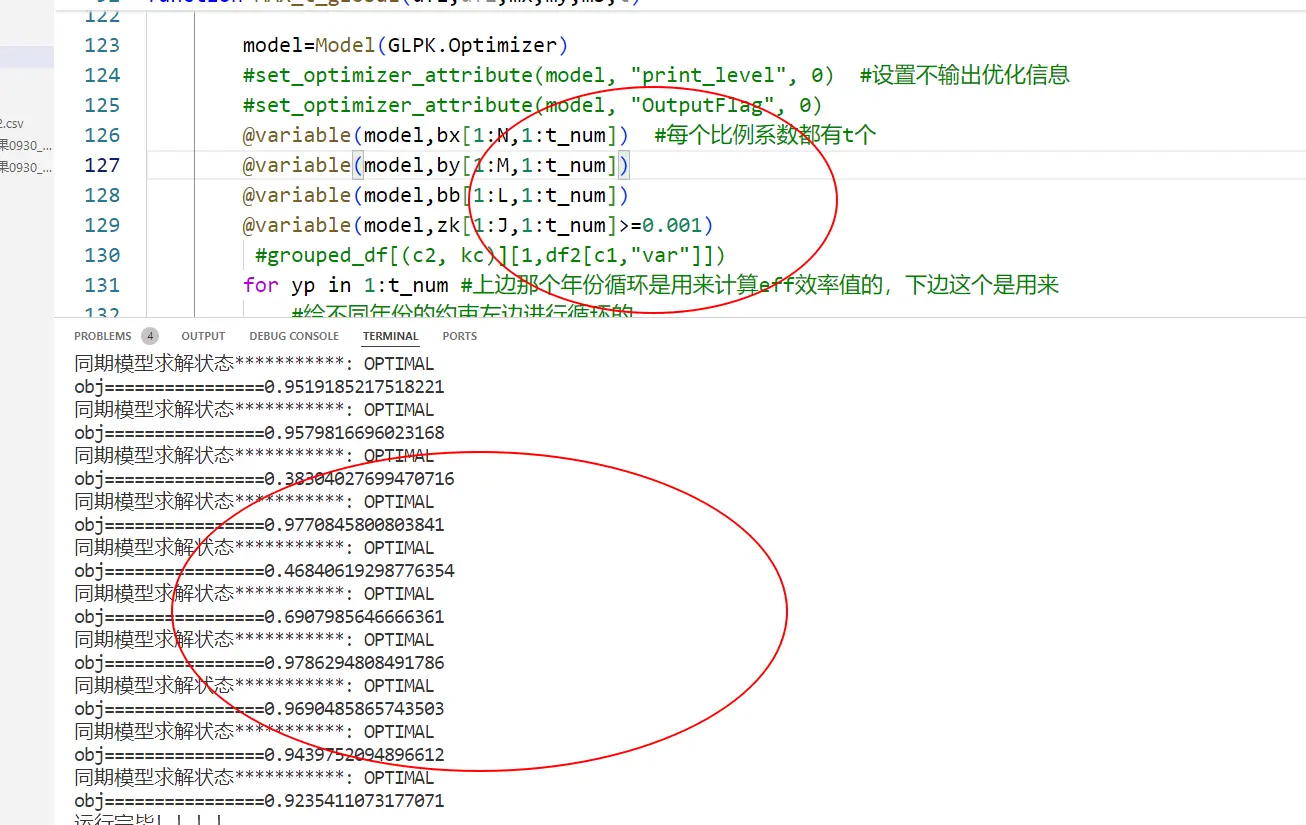 122
123 model=Model(GLPK.Optimizer)
124 #set_optimizer_attribute(model, "print_level", 0) #设置不输出优化信息
125 #set_optimizer_attribute(model, "OutputFlag", 0)
126 @variable(model,bx[1:N,1:t_num]) #每个比例系数都有t个
127 @variable(model,by[1:M,1:t_num])
128 @variable(model,bb[1:L,1:t_num])
129 @variable(model,zk[1:J,1:t_num]>=0.001)
130 #grouped_df[(c2, kc)][1,df2[c1,"var"]])
131 for yp in 1:t_num #上边那个年份循环是用来计算eff效率值的，下边这个是用来
132 #给不同年份的约束左边进行循环的
2.csv
果0930_...
果0930_...
PROBLEMS 4 OUTPUT DEBUG CONSOLE TERMINAL PORTS
同期模型求解状态***********: OPTIMAL
obj================0.9519185217518221
同期模型求解状态***********: OPTIMAL
obj================0.9579816696023168
同期模型求解状态***********: OPTIMAL
obj================0.38304027699470716
同期模型求解状态***********: OPTIMAL
obj================0.9770845800803841
同期模型求解状态***********: OPTIMAL
obj================0.46840619298776354
同期模型求解状态***********: OPTIMAL
obj================0.6907985646666361
同期模型求解状态***********: OPTIMAL
obj================0.9786294808491786
同期模型求解状态***********: OPTIMAL
obj================0.9690485865743503
同期模型求解状态***********: OPTIMAL
obj================0.9439752094896612
同期模型求解状态***********: OPTIMAL
obj================0.9235411073177071
运行完毕！！！！